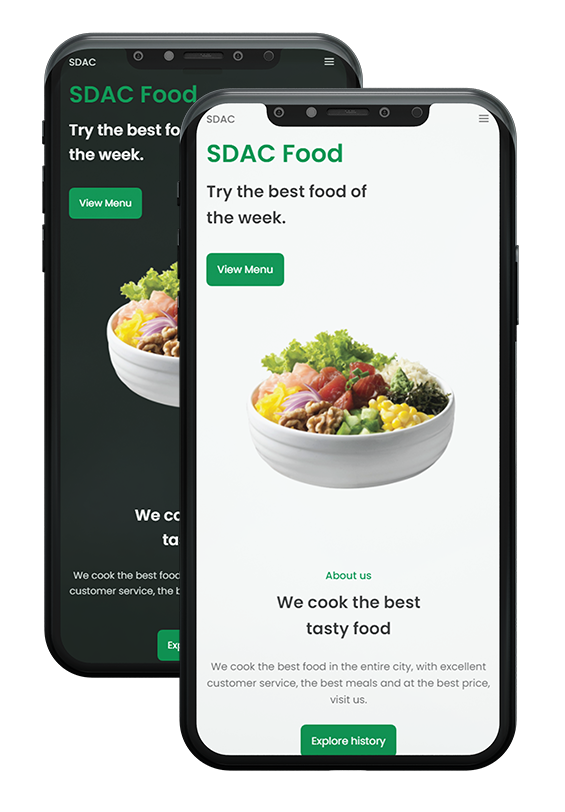 SDAC
SDAC Food
Try the best fo
the week.
View Menu
We co
ta
We cook the best food
customer service, the b
Exp
SDAC
SDAC Food
Try the best food of
the week.
View Menu
About us
We cook the best
tasty food
We cook the best food in the entire city, with excellent
customer service, the best meals and at the best price,
visit us.
Explore history